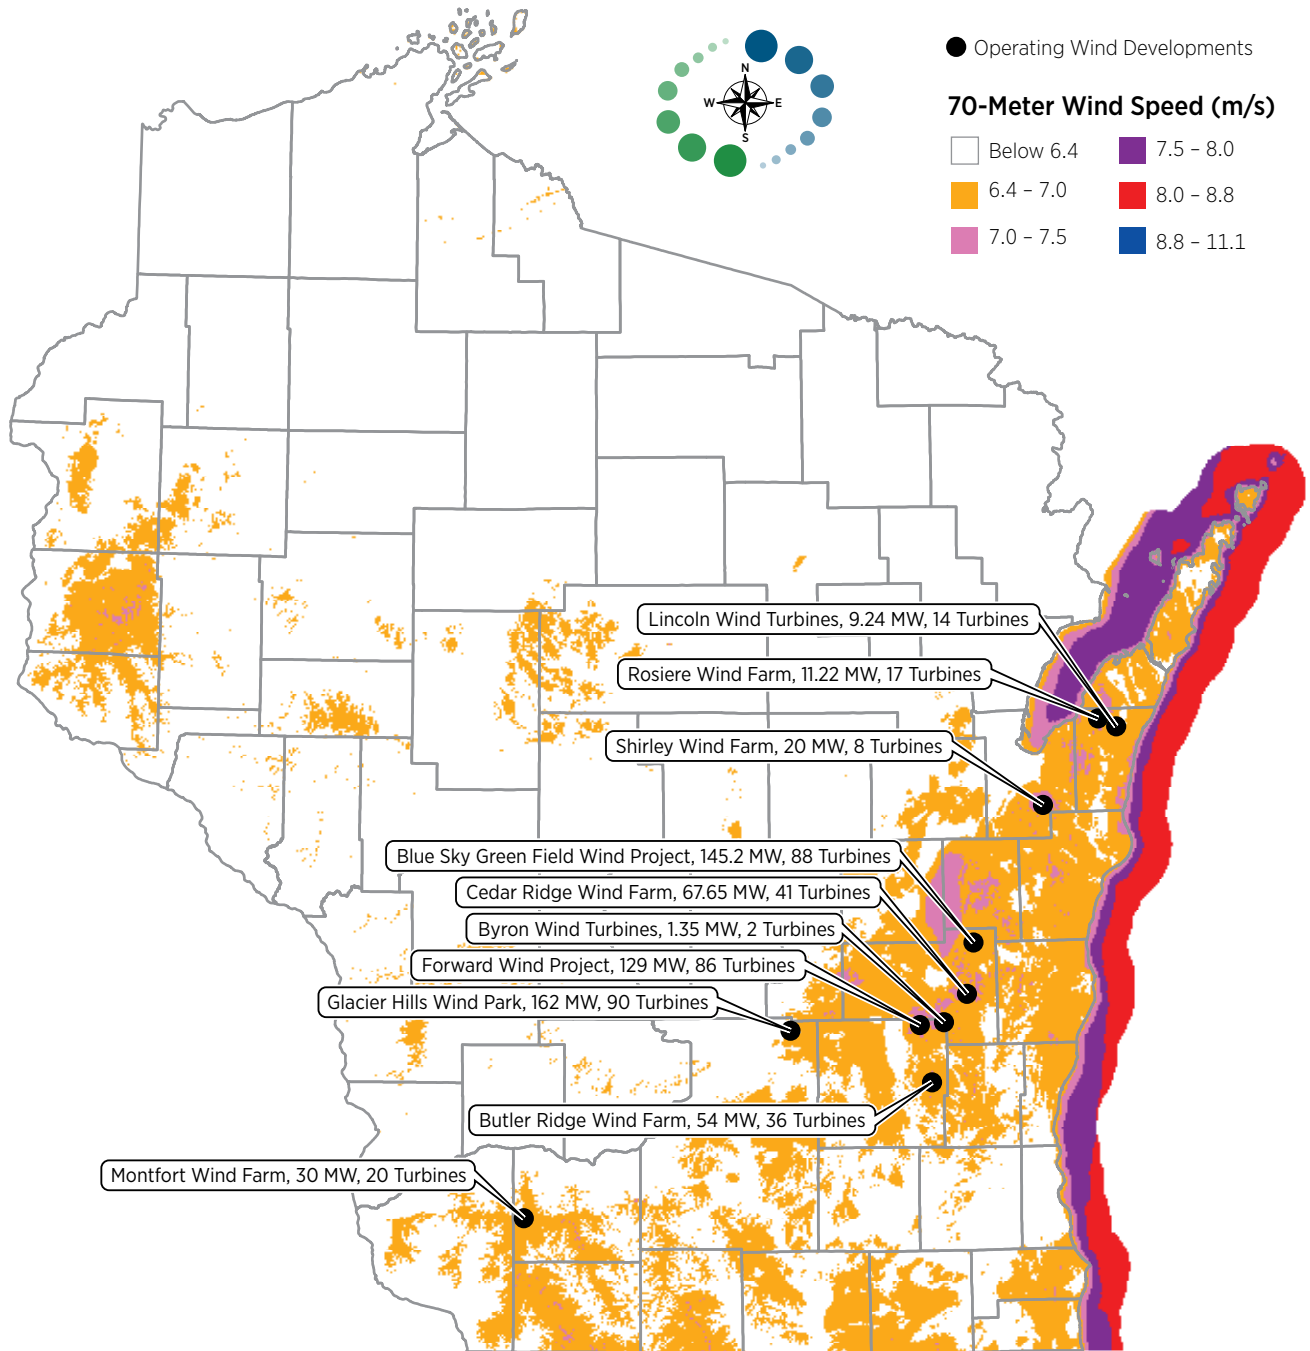 N
W
E
S
Operating Wind Developments
70-Meter Wind Speed (m/s)
Below 6.4
6.4 – 7.0
7.0 – 7.5
7.5 – 8.0
8.0 – 8.8
8.8 – 11.1
Lincoln Wind Turbines, 9.24 MW, 14 Turbines
Rosiere Wind Farm, 11.22 MW, 17 Turbines
Shirley Wind Farm, 20 MW, 8 Turbines
Blue Sky Green Field Wind Project, 145.2 MW, 88 Turbines
Cedar Ridge Wind Farm, 67.65 MW, 41 Turbines
Byron Wind Turbines, 1.35 MW, 2 Turbines
Forward Wind Project, 129 MW, 86 Turbines
Glacier Hills Wind Park, 162 MW, 90 Turbines
Butler Ridge Wind Farm, 54 MW, 36 Turbines
Montfort Wind Farm, 30 MW, 20 Turbines